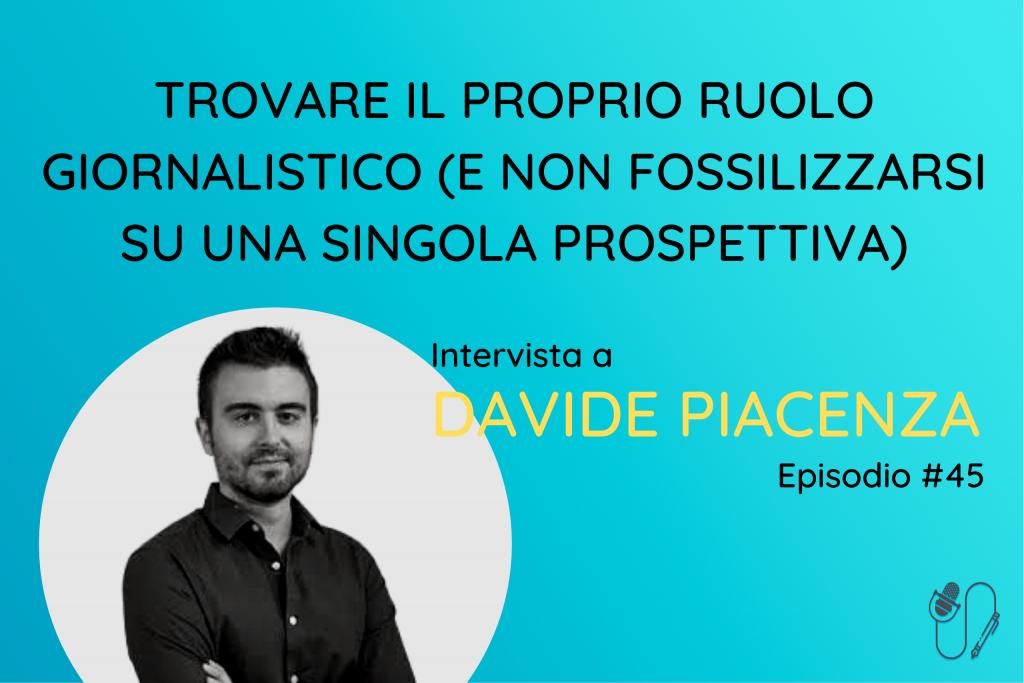 TROVARE IL PROPRIO RUOLO
GIORNALISTICO (E NON FOSSILIZZARSI
SU UNA SINGOLA PROSPETTIVA)
Intervista a
DAVIDE PIACENZA
Episodio #45